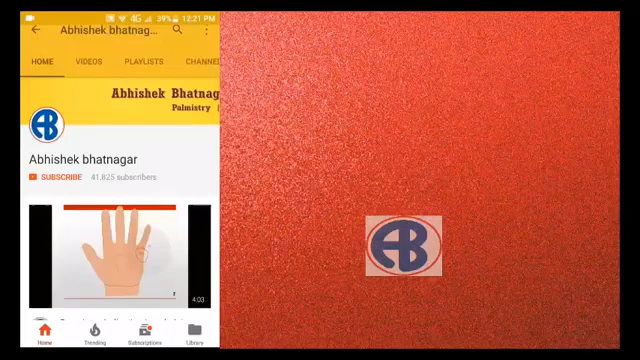 4G 39% 12:21 PM
Abhishek bhatnag...
HOME VIDEOS PLAYLISTS CHANNE
Abhishek Bhatnag
Palmistry
AB
Abhishek bhatnagar
SUBSCRIBE 41,825 subscribers
4:03
Home Trending Subscriptions Library
AB